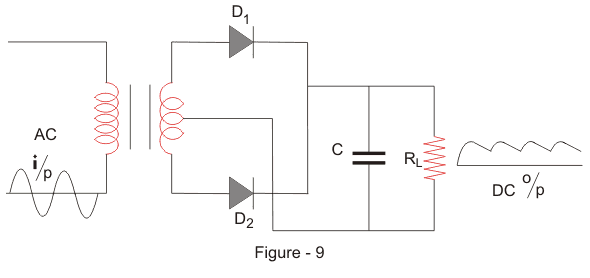 D1
AC
i/p
C
RL
DC o/p
D2
Figure - 9